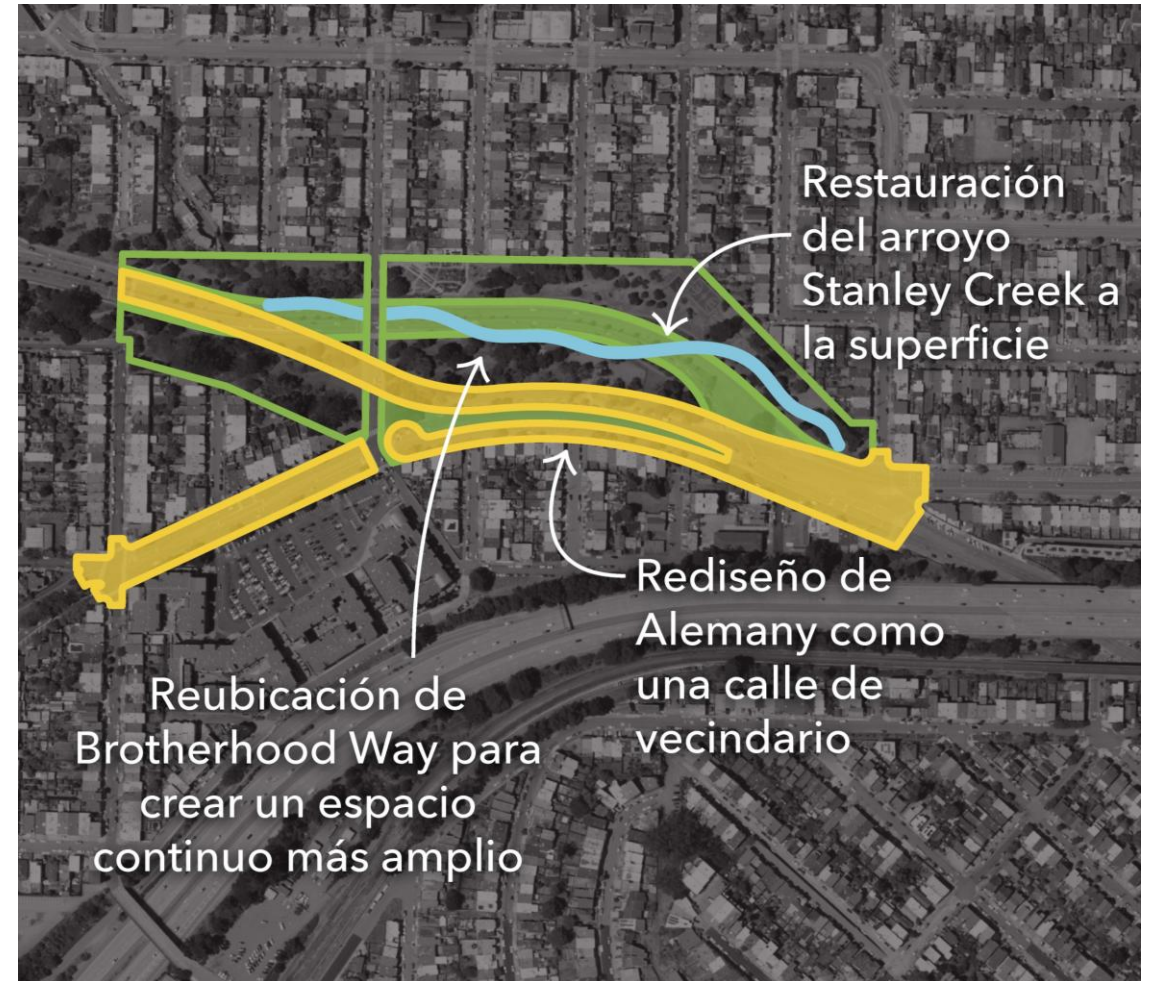 Restauración
del arroyo
Stanley Creek a
la superficie
Rediseño de
Alemany como
una calle de
vecindario
Reubicación de
Brotherhood Way para
crear un espacio
continuo más amplio